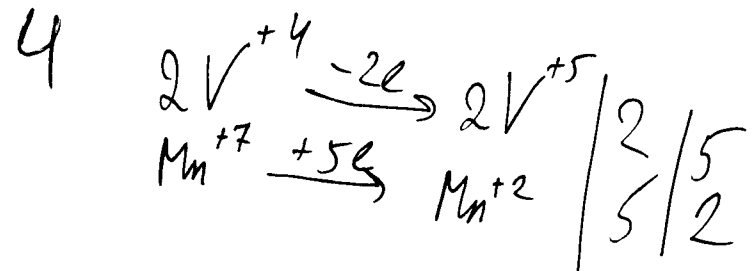 4
2V⁺⁴ –2e → 2V⁺⁵ | 2 | 5
Mn⁺⁷ +5e → Mn⁺² | 5 | 2